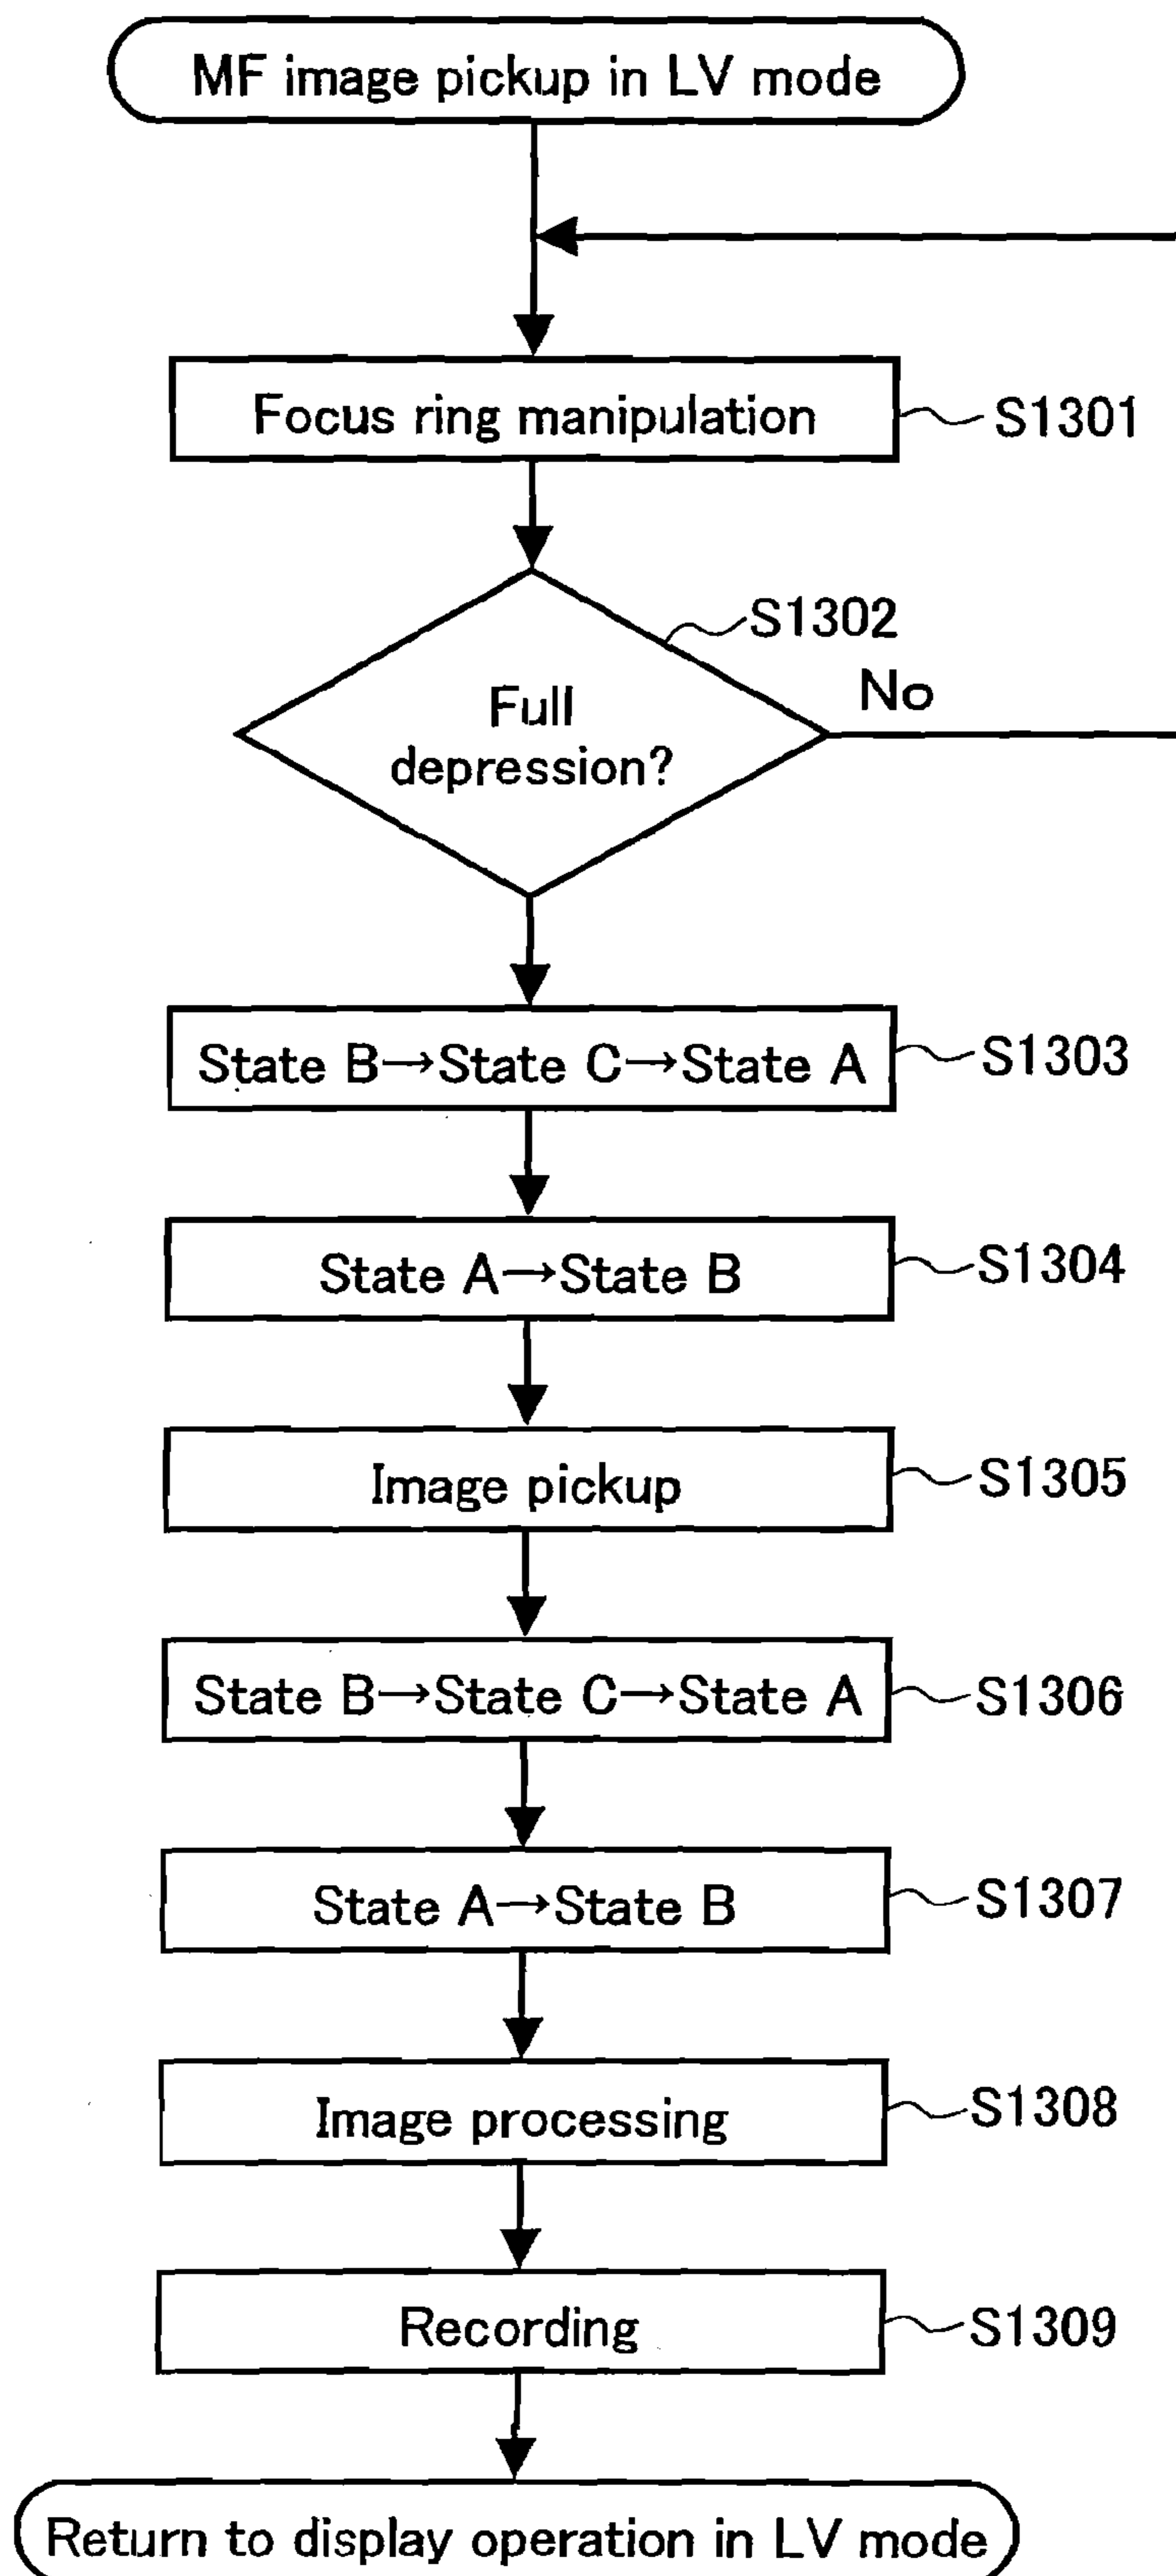 MF image pickup in LV mode
Focus ring manipulation
S1301
S1302
No
Full
depression?
State B→State C→State A
S1303
State A→State B
S1304
Image pickup
S1305
State B→State C→State A
S1306
State A→State B
S1307
Image processing
S1308
Recording
S1309
Return to display operation in LV mode